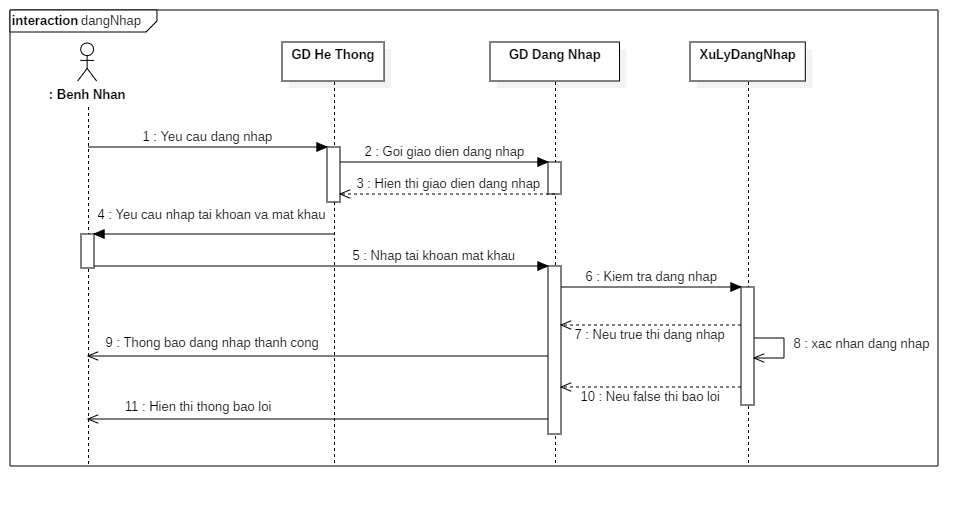 interaction dangNhap
: Benh Nhan
GD He Thong
GD Dang Nhap
XuLyDangNhap
1 : Yeu cau dang nhap
2 : Goi giao dien dang nhap
3 : Hien thi giao dien dang nhap
4 : Yeu cau nhap tai khoan va mat khau
5 : Nhap tai khoan mat khau
6 : Kiem tra dang nhap
7 : Neu true thi dang nhap
8 : xac nhan dang nhap
9 : Thong bao dang nhap thanh cong
10 : Neu false thi bao loi
11 : Hien thi thong bao loi